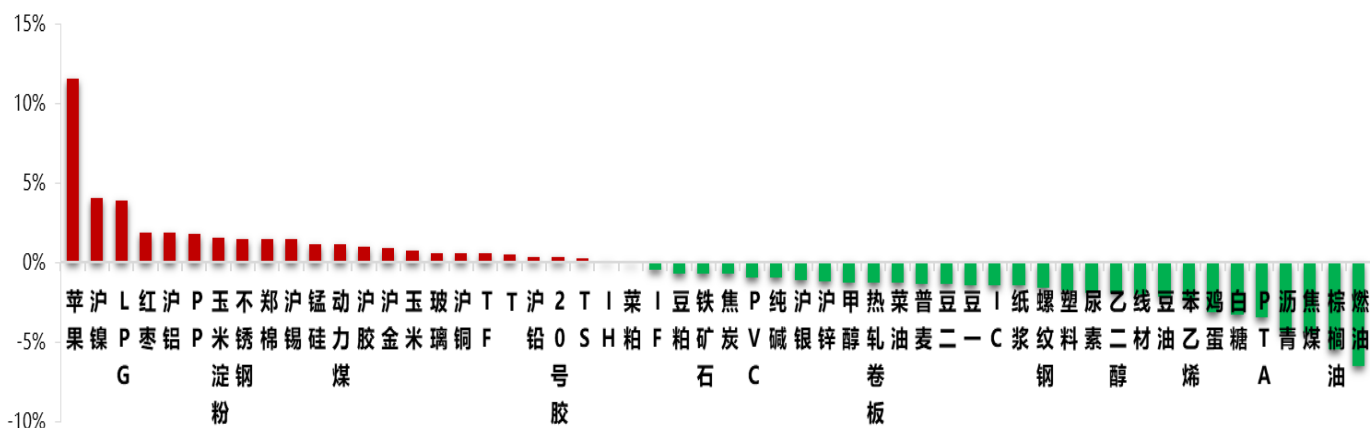 15%
10%
5%
0%
-5%
-10%
苹果
沪镍
LPG
红枣
沪铝
PP
玉米淀粉
不锈钢
郑棉
沪锡
锰硅
动力煤
沪胶
沪金
玉米
玻璃
沪铜
TF
T
沪铅
20号胶
TS
IH
菜粕
IF
豆粕
铁矿石
焦炭
PVC
纯碱
沪银
沪锌
甲醇
热轧卷板
菜油
普麦
豆二
豆一
IC
纸浆
螺纹钢
塑料
尿素
乙二醇
线材
豆油
苯乙烯
鸡蛋
白糖
PTA
沥青
焦煤
棕榈油
燃油